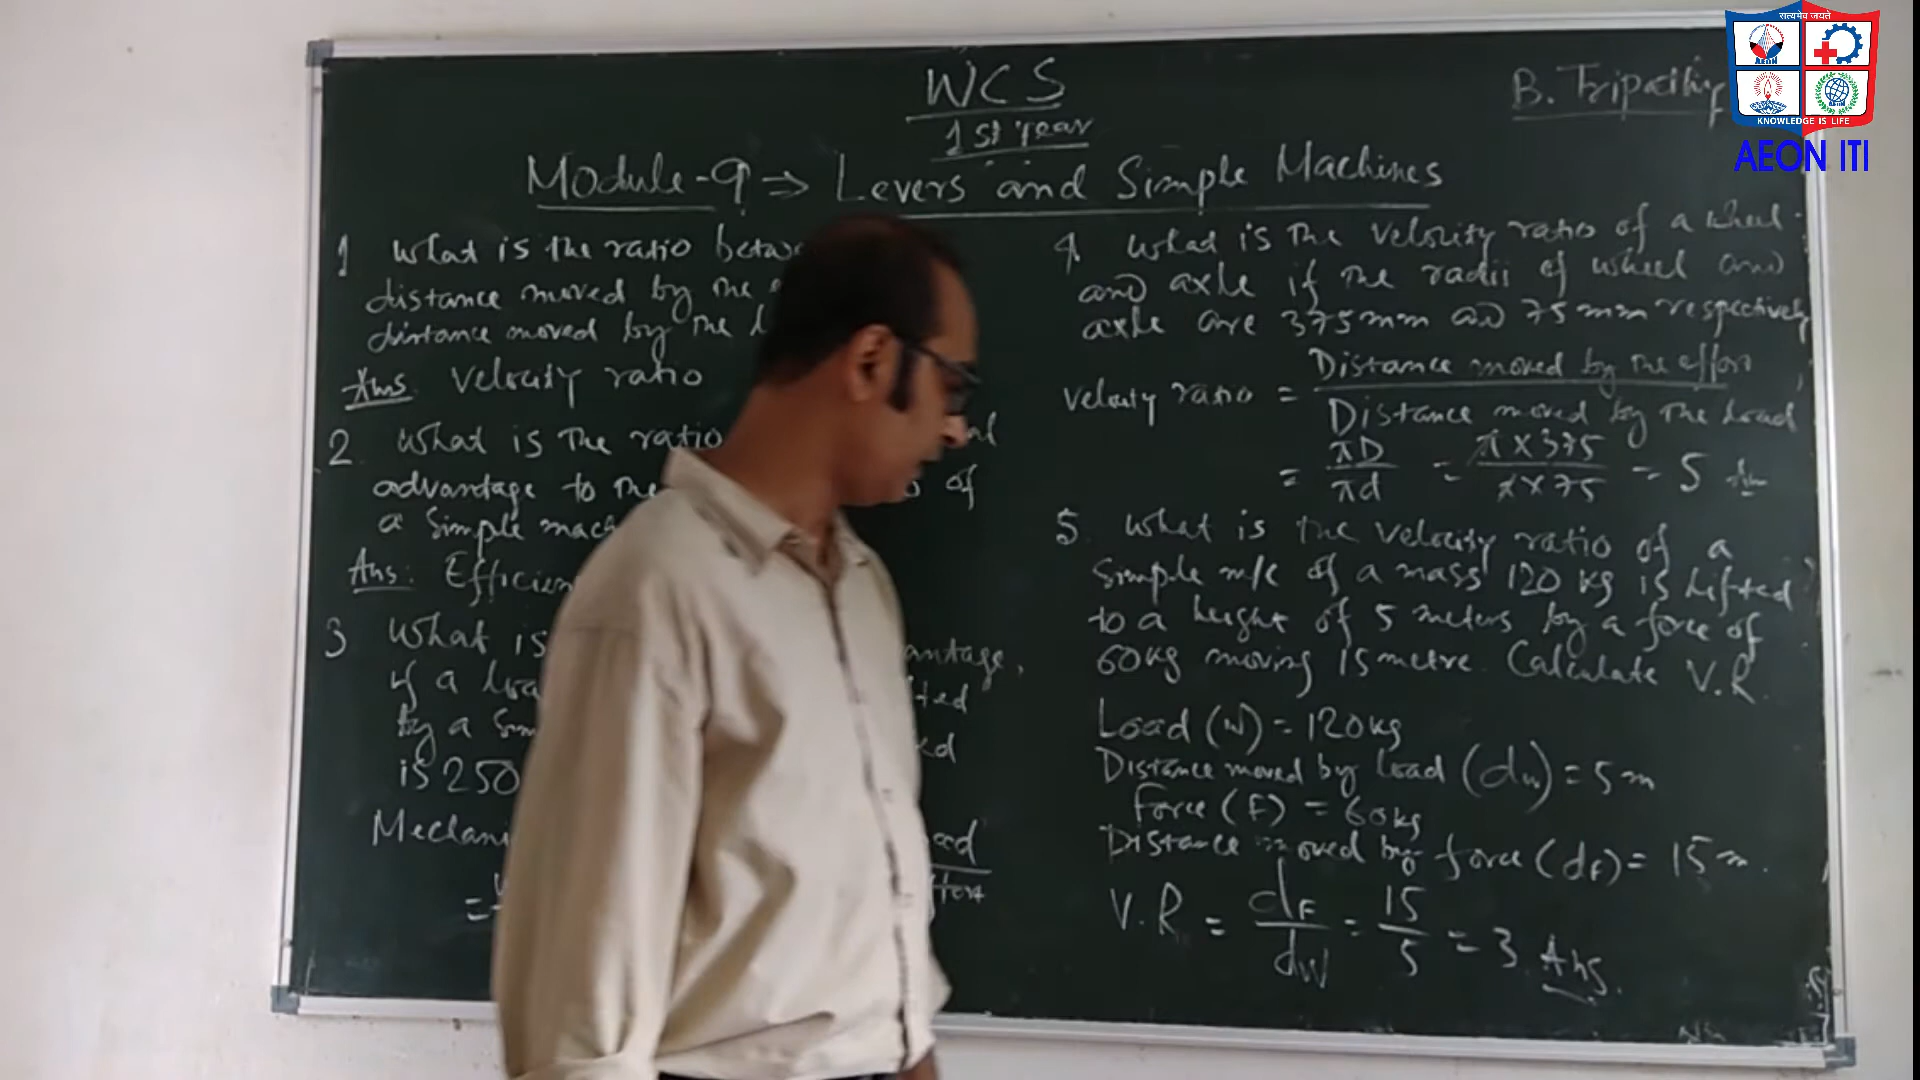 WCS
1st year
B. Tripathy
Module-9 ⇒ Levers and Simple Machines
1 What is the ratio
distance moved by the
distance moved by the
Ans. Velocity ratio
2. What is the ratio
advantage to the of
a Simple
Ans:
3 What is
if a
by a
is 250
4. What is the Velocity ratio of a wheel
and axle if the radii of wheel and
axle are 375mm and 75mm respectively
Velocity ratio = Distance moved by the effort
Distance moved by the Load
= πD/πd = π×375/π×75 = 5 Ans
5. What is the velocity ratio of a
simple m/c of a mass 120 kg is lifted
to a height of 5 meters by a force of
60kg moving 15 metre. Calculate V.R.
Load (W) = 120kg
Distance moved by Load (dw) = 5m
Force (F) = 60kg
Distance moved by force (dF) = 15m.
V.R = dF/dW = 15/5 = 3 Ans.
सत्यमेव जयते
AEON
KNOWLEDGE IS LIFE
AEON ITI